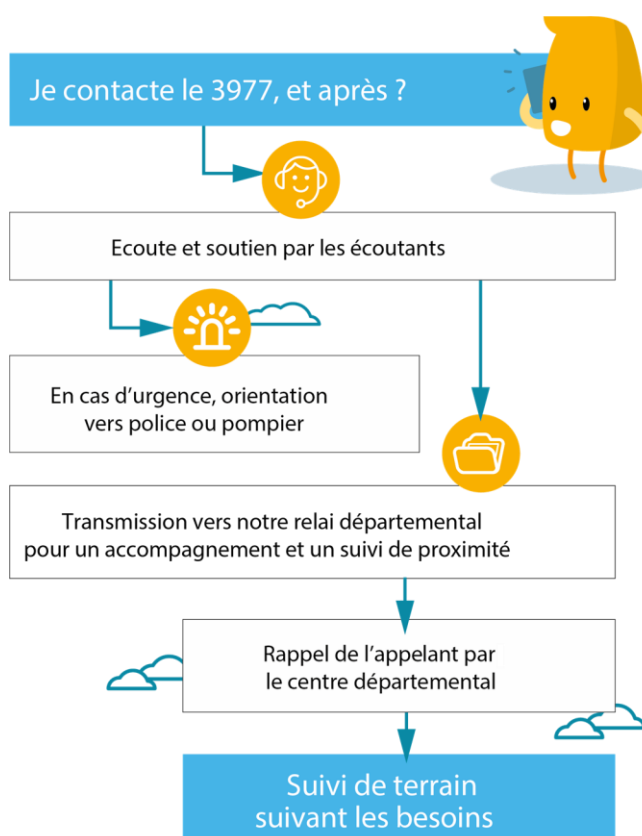 Je contacte le 3977, et après ?
Ecoute et soutien par les écoutants
En cas d’urgence, orientation
vers police ou pompier
Transmission vers notre relai départemental
pour un accompagnement et un suivi de proximité
Rappel de l’appelant par
le centre départemental
Suivi de terrain
suivant les besoins